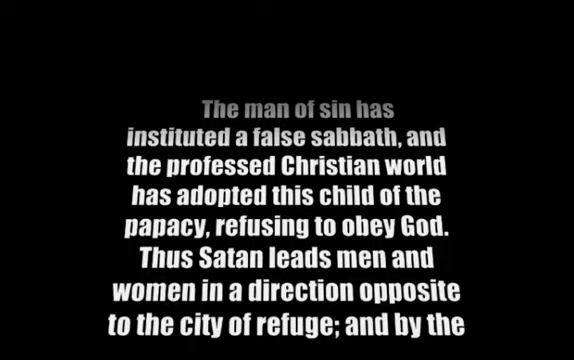 The man of sin has
instituted a false sabbath, and
the professed Christian world
has adopted this child of the
papacy, refusing to obey God.
Thus Satan leads men and
women in a direction opposite
to the city of refuge; and by the